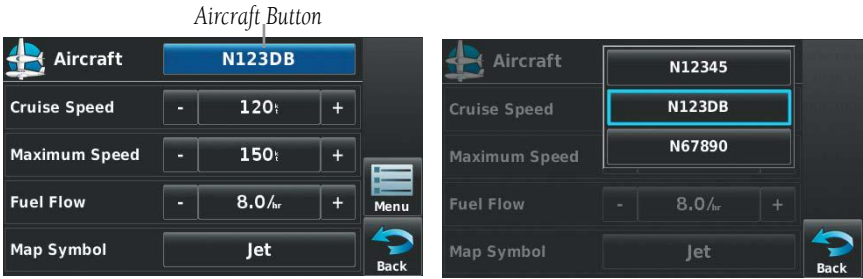 Aircraft Button
Aircraft N123DB
Cruise Speed - 120 +
Maximum Speed - 150 +
Fuel Flow - 8.0/hr +
Menu
Map Symbol Jet
Back
Aircraft
N12345
Cruise Speed N123DB
Maximum Speed N67890
Fuel Flow - 8.0/hr +
Map Symbol Jet
Back